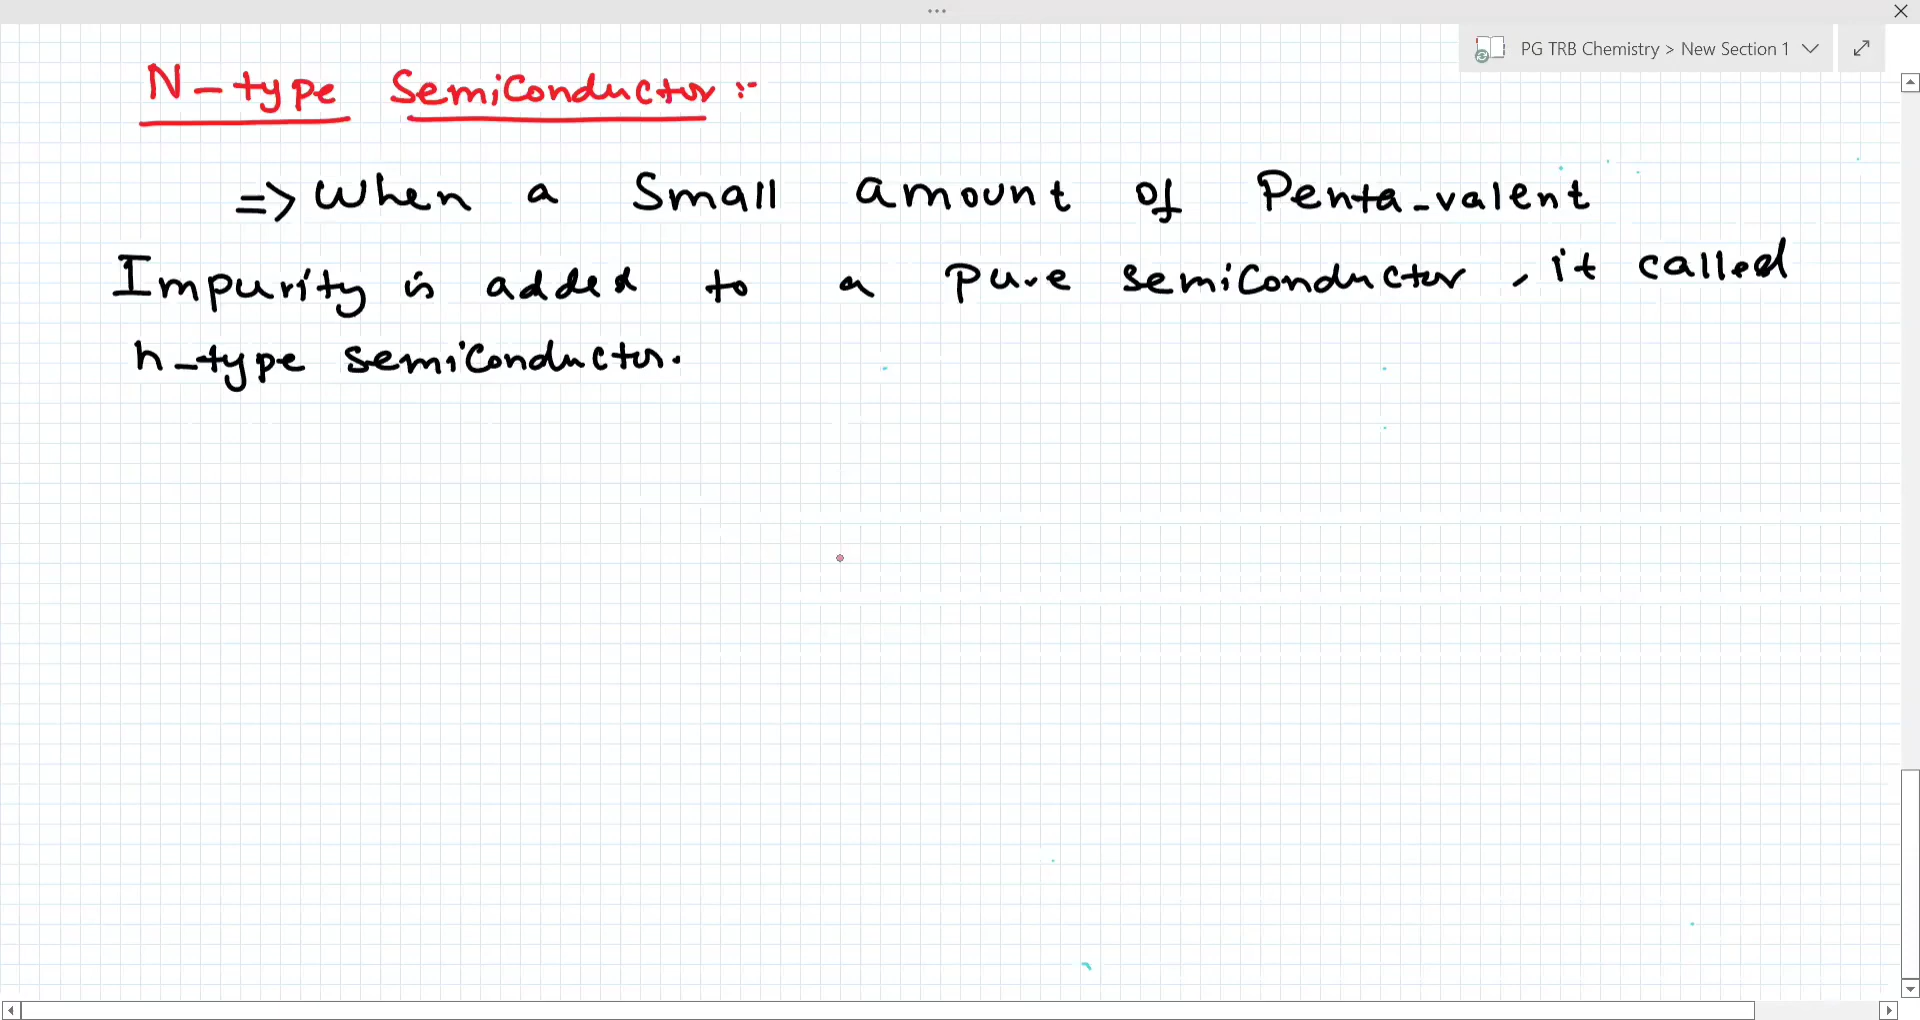 PG TRB Chemistry > New Section 1
N-type Semiconductor :-
=> When a Small amount of Penta-valent
Impurity is added to a pure semiconductor, it called
n-type semiconductor.